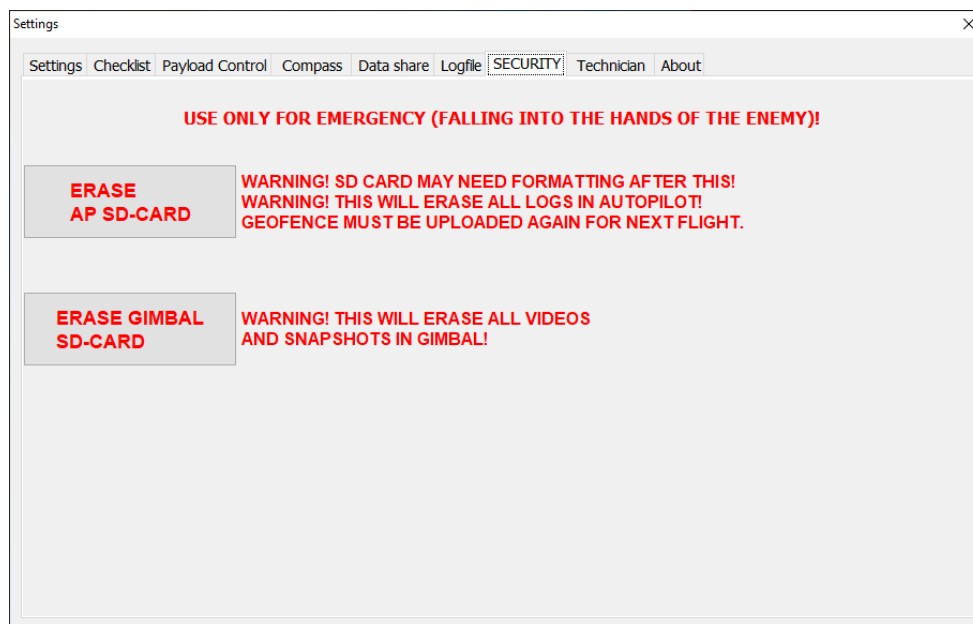 Settings
Settings Checklist Payload Control Compass Data share Logfile SECURITY Technician About
USE ONLY FOR EMERGENCY (FALLING INTO THE HANDS OF THE ENEMY)!
ERASE
AP SD-CARD
WARNING! SD CARD MAY NEED FORMATTING AFTER THIS!
WARNING! THIS WILL ERASE ALL LOGS IN AUTOPILOT!
GEOFENCE MUST BE UPLOADED AGAIN FOR NEXT FLIGHT.
ERASE GIMBAL
SD-CARD
WARNING! THIS WILL ERASE ALL VIDEOS
AND SNAPSHOTS IN GIMBAL!